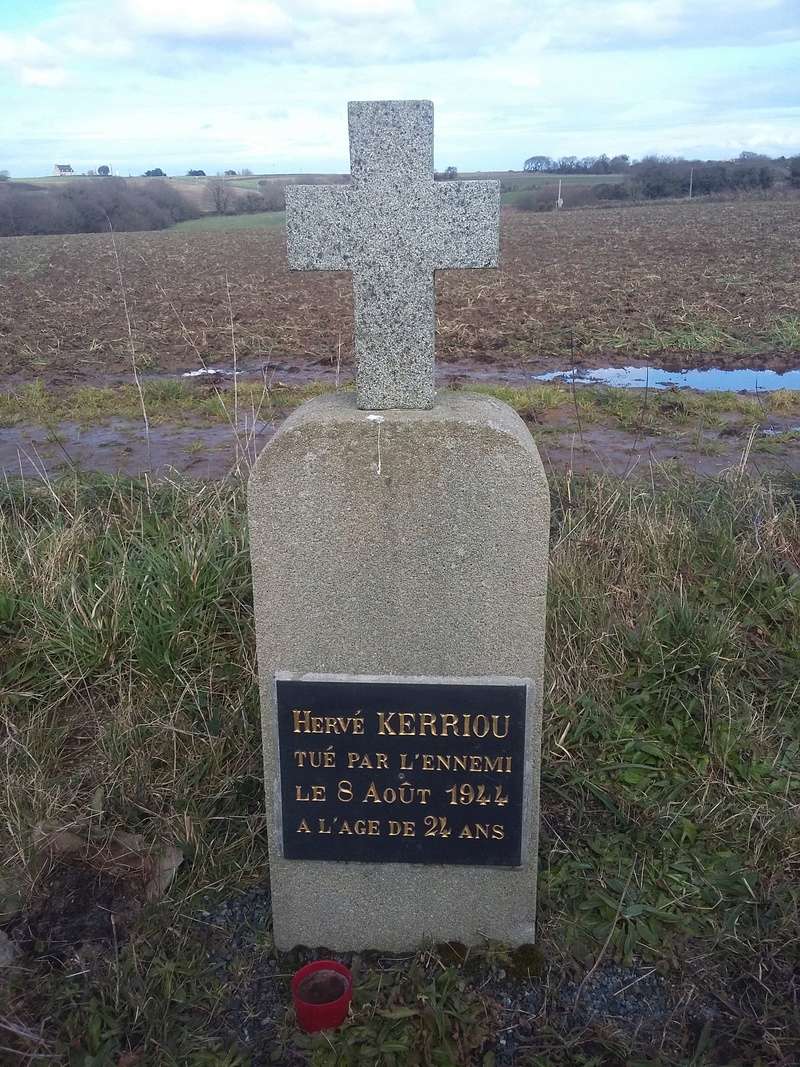 Hervé KERRIOU
TUÉ PAR L'ENNEMI
LE 8 AOÛT 1944
A L'AGE DE 24 ANS